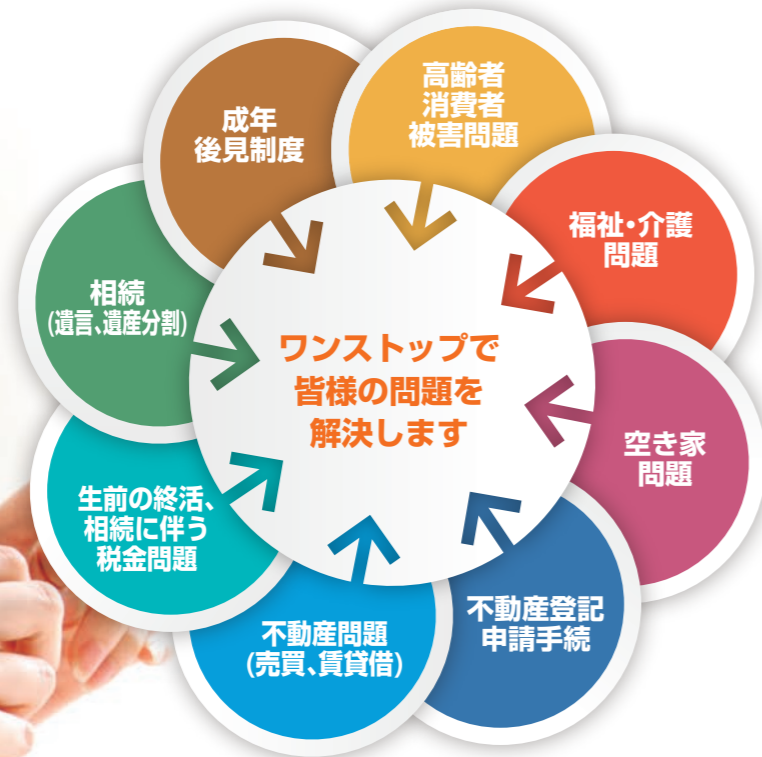 高齢者
消費者
被害問題
福祉・介護
問題
空き家
問題
不動産登記
申請手続
不動産問題
(売買、賃貸借)
生前の終活、
相続に伴う
税金問題
相続
(遺言、遺産分割)
成年
後見制度
ワンストップで
皆様の問題を
解決します